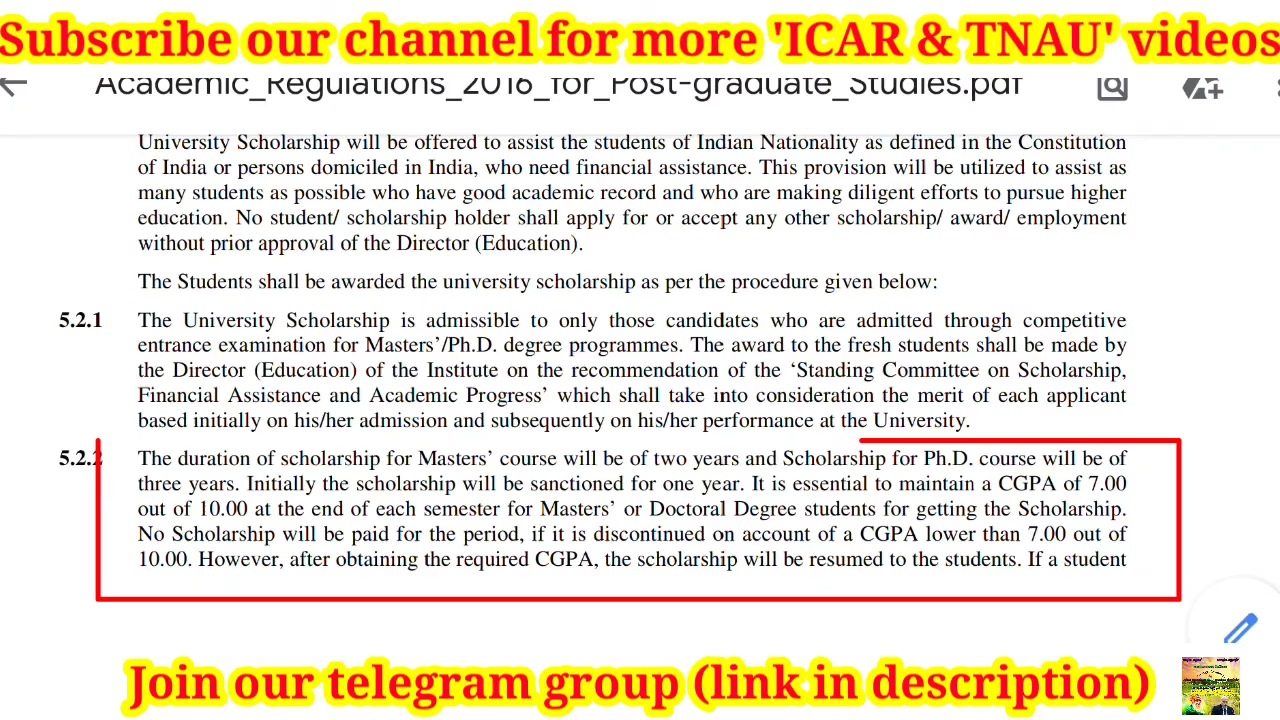 Subscribe our channel for more 'ICAR & TNAU' videos
Academic_Regulations_2016_for_Post-graduate_Studies.pdf
University Scholarship will be offered to assist the students of Indian Nationality as defined in the Constitution
of India or persons domiciled in India, who need financial assistance. This provision will be utilized to assist as
many students as possible who have good academic record and who are making diligent efforts to pursue higher
education. No student/ scholarship holder shall apply for or accept any other scholarship/ award/ employment
without prior approval of the Director (Education).
The Students shall be awarded the university scholarship as per the procedure given below:
5.2.1 The University Scholarship is admissible to only those candidates who are admitted through competitive
entrance examination for Masters’/Ph.D. degree programmes. The award to the fresh students shall be made by
the Director (Education) of the Institute on the recommendation of the ‘Standing Committee on Scholarship,
Financial Assistance and Academic Progress’ which shall take into consideration the merit of each applicant
based initially on his/her admission and subsequently on his/her performance at the University.
5.2.2 The duration of scholarship for Masters’ course will be of two years and Scholarship for Ph.D. course will be of
three years. Initially the scholarship will be sanctioned for one year. It is essential to maintain a CGPA of 7.00
out of 10.00 at the end of each semester for Masters’ or Doctoral Degree students for getting the Scholarship.
No Scholarship will be paid for the period, if it is discontinued on account of a CGPA lower than 7.00 out of
10.00. However, after obtaining the required CGPA, the scholarship will be resumed to the students. If a student
Join our telegram group (link in description)